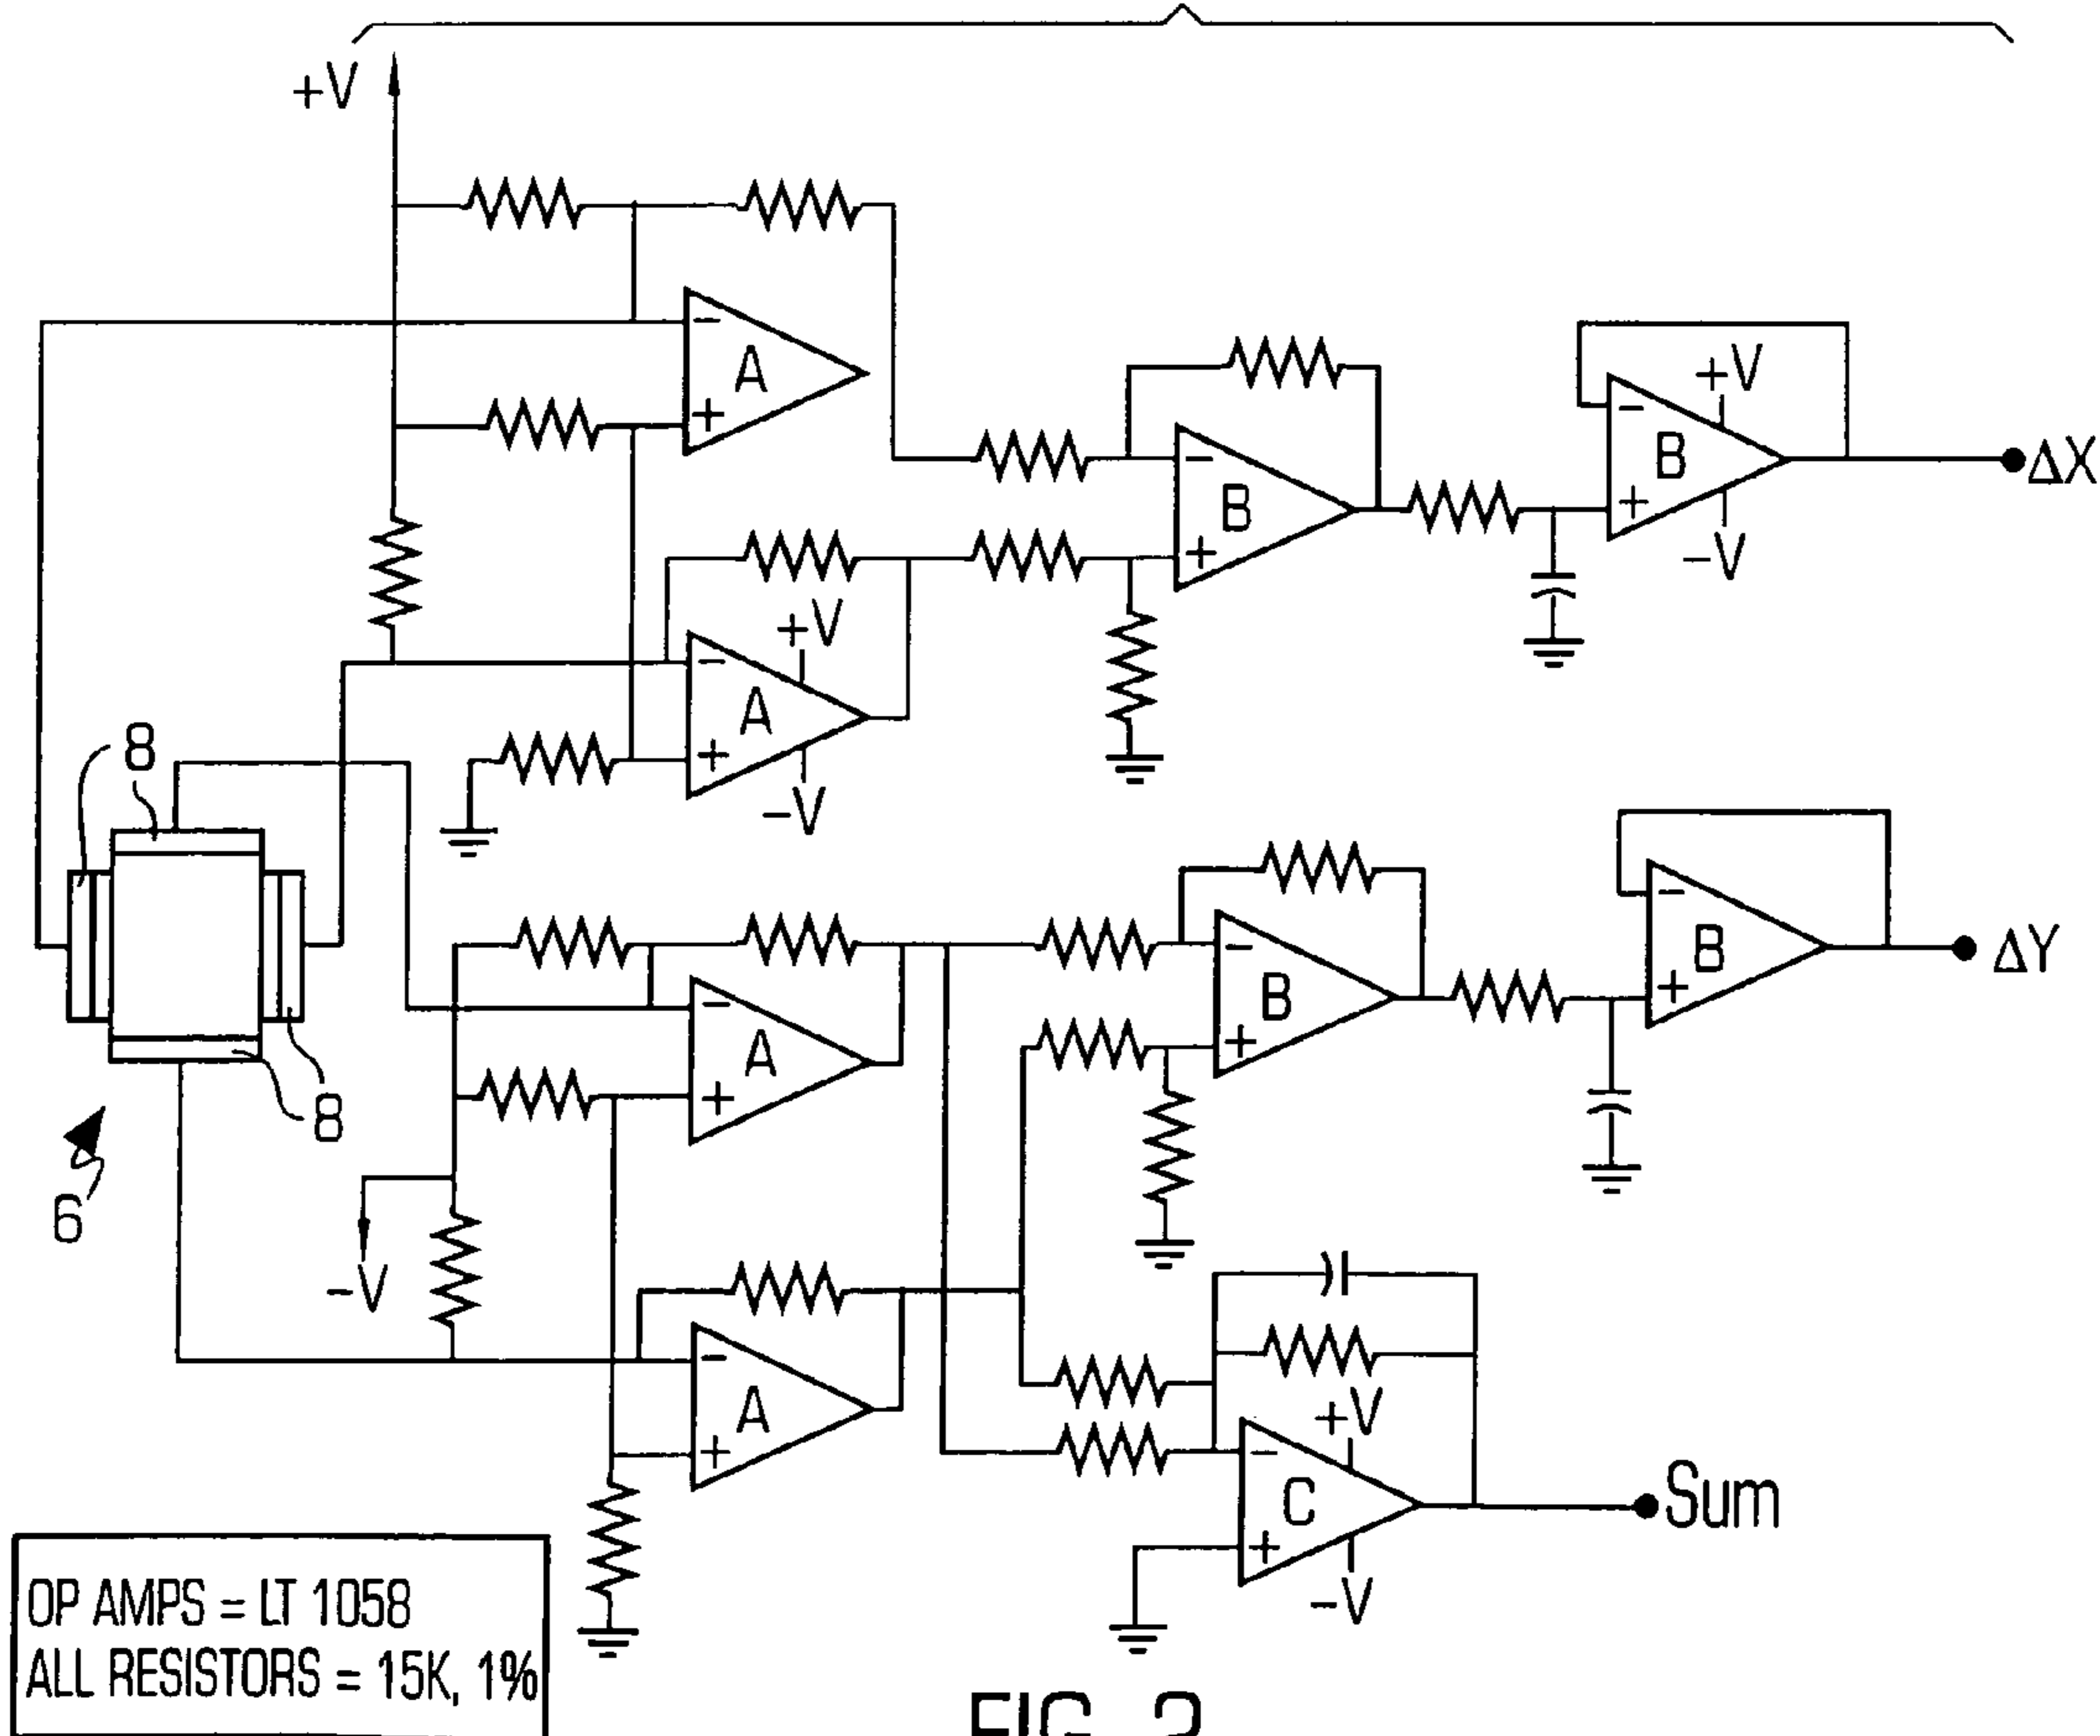 +V
−
A
+
−
B
+
−
+V
B
+
−V
ΔX
−
+V
A
+
−V
8
8
8
6
−
A
+
−V
−
B
+
−
B
+
ΔY
−
A
+
−
+V
C
+
−V
Sum
OP AMPS = LT 1058
ALL RESISTORS = 15K, 1%